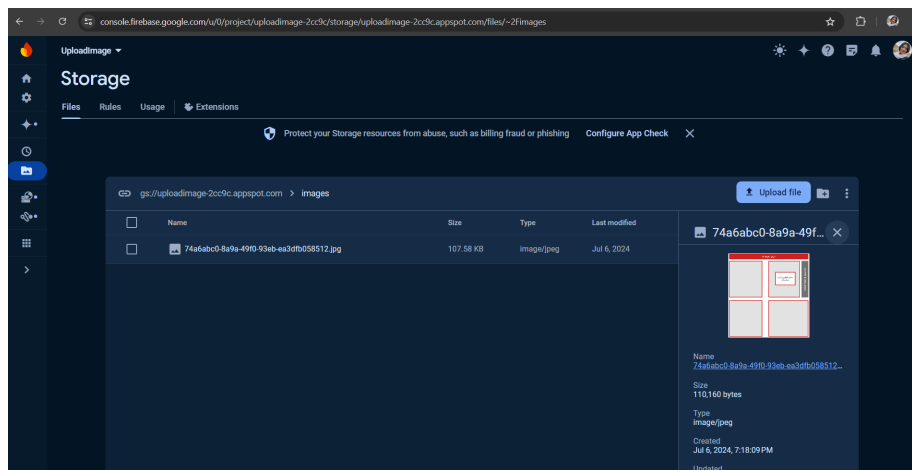 console.firebase.google.com/u/0/project/uploadimage-2cc9c/storage/uploadimage-2cc9c.appspot.com/files/~2Fimages
UploadImage
Storage
Files Rules Usage Extensions
Protect your Storage resources from abuse, such as billing fraud or phishing Configure App Check
gs://uploadimage-2cc9c.appspot.com > images Upload file
Name Size Type Last modified
74a6abc0-8a9a-49f0-93eb-ea3dfb058512.jpg 107.58 KB image/jpeg Jul 6, 2024
74a6abc0-8a9a-49f...
Name
74a6abc0-8a9a-49f0-93eb-ea3dfb058512...
Size
110,160 bytes
Type
image/jpeg
Created
Jul 6, 2024, 7:18:09 PM
Updated